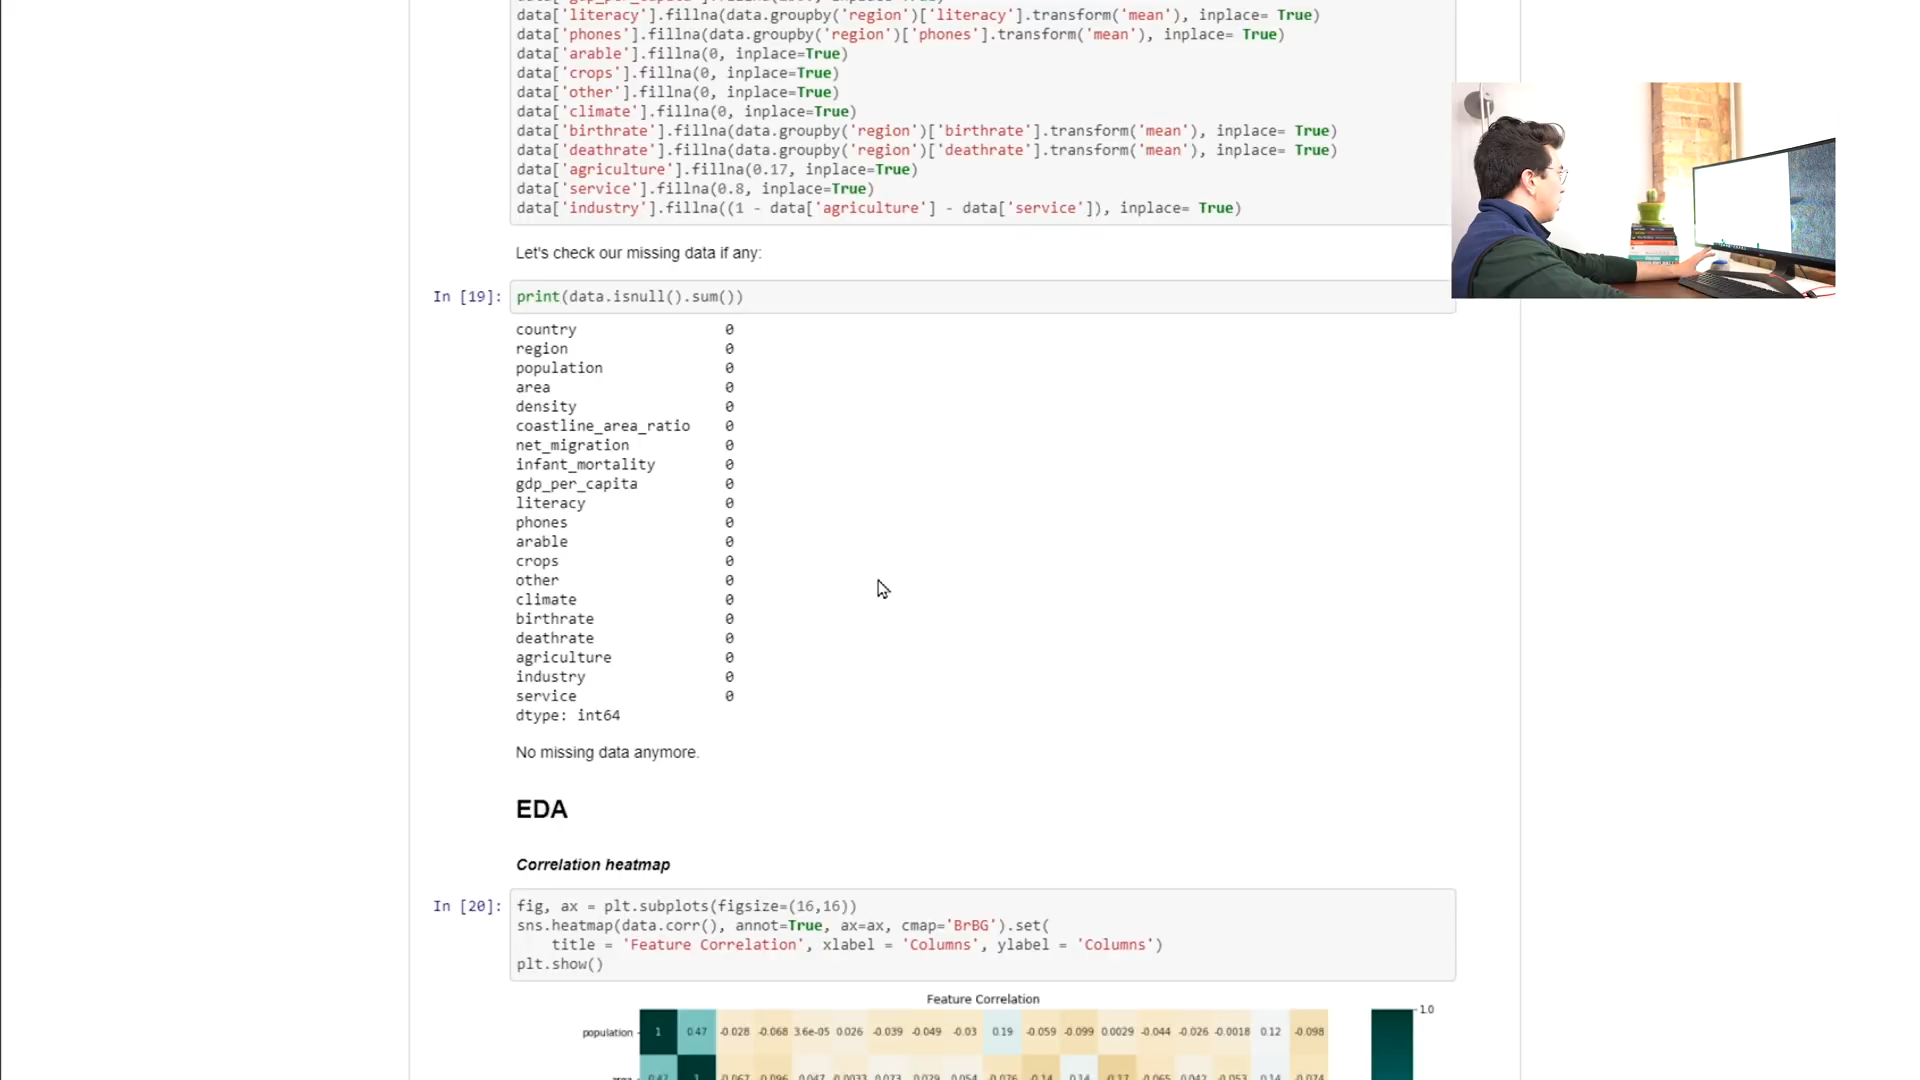 data['literacy'].fillna(data.groupby('region')['literacy'].transform('mean'), inplace= True)
data['phones'].fillna(data.groupby('region')['phones'].transform('mean'), inplace= True)
data['arable'].fillna(0, inplace=True)
data['crops'].fillna(0, inplace=True)
data['other'].fillna(0, inplace=True)
data['climate'].fillna(0, inplace=True)
data['birthrate'].fillna(data.groupby('region')['birthrate'].transform('mean'), inplace= True)
data['deathrate'].fillna(data.groupby('region')['deathrate'].transform('mean'), inplace= True)
data['agriculture'].fillna(0.17, inplace=True)
data['service'].fillna(0.8, inplace=True)
data['industry'].fillna((1 - data['agriculture'] - data['service']), inplace= True)
Let's check our missing data if any:
In [19]: print(data.isnull().sum())
country 0
region 0
population 0
area 0
density 0
coastline_area_ratio 0
net_migration 0
infant_mortality 0
gdp_per_capita 0
literacy 0
phones 0
arable 0
crops 0
other 0
climate 0
birthrate 0
deathrate 0
agriculture 0
industry 0
service 0
dtype: int64
No missing data anymore.
EDA
Correlation heatmap
In [20]: fig, ax = plt.subplots(figsize=(16,16))
sns.heatmap(data.corr(), annot=True, ax=ax, cmap='BrBG').set(
title = 'Feature Correlation', xlabel = 'Columns', ylabel = 'Columns')
plt.show()
Feature Correlation
1.0
population 1 0.47 -0.028 -0.068 3.6e-05 0.026 -0.039 -0.049 -0.03 0.19 -0.059 -0.099 0.0029 -0.044 -0.026 -0.0018 0.12 -0.098